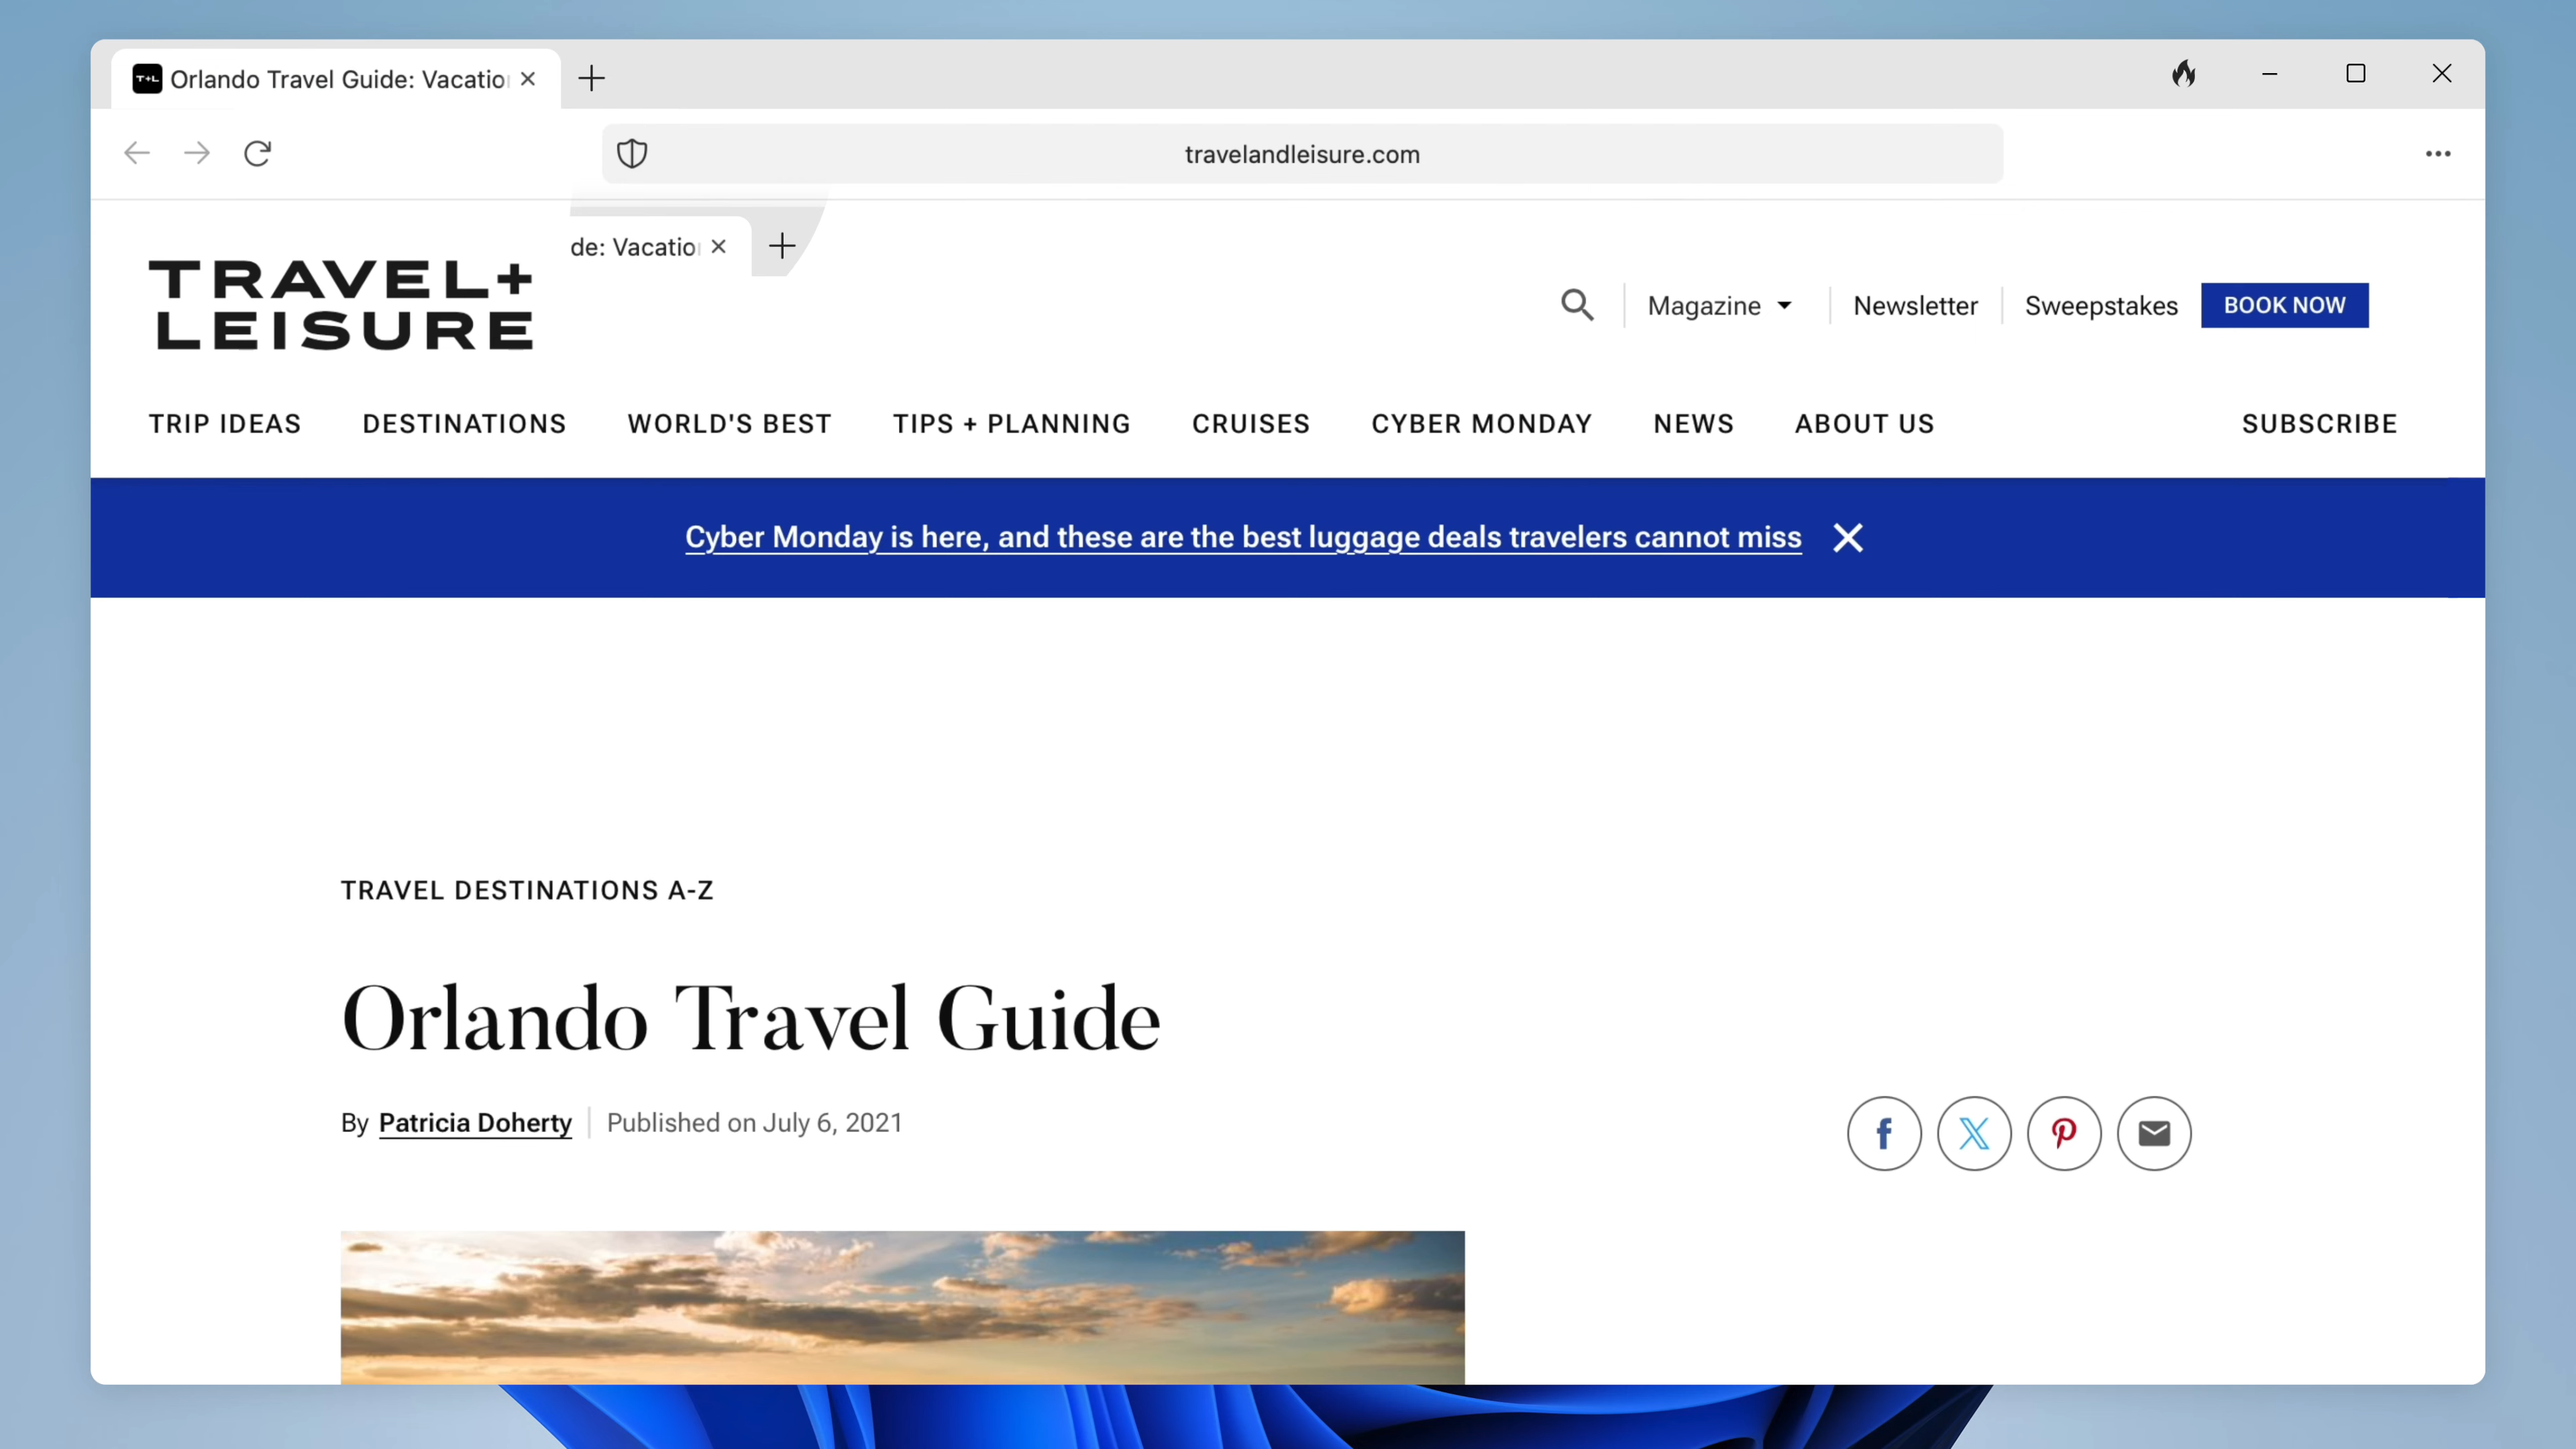 T+L Orlando Travel Guide: Vacatio
travelandleisure.com
de: Vacatio
TRAVEL+
LEISURE
Magazine
Newsletter
Sweepstakes
BOOK NOW
TRIP IDEAS
DESTINATIONS
WORLD'S BEST
TIPS + PLANNING
CRUISES
CYBER MONDAY
NEWS
ABOUT US
SUBSCRIBE
Cyber Monday is here, and these are the best luggage deals travelers cannot miss
TRAVEL DESTINATIONS A-Z
Orlando Travel Guide
By Patricia Doherty
Published on July 6, 2021